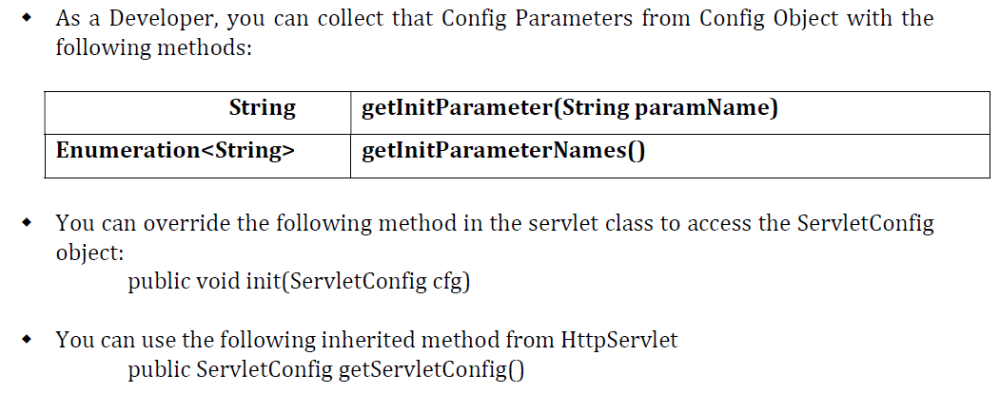 ◆ As a Developer, you can collect that Config Parameters from Config Object with the
following methods:
String getInitParameter(String paramName)
Enumeration<String> getInitParameterNames()
◆ You can override the following method in the servlet class to access the ServletConfig
object:
public void init(ServletConfig cfg)
◆ You can use the following inherited method from HttpServlet
public ServletConfig getServletConfig()